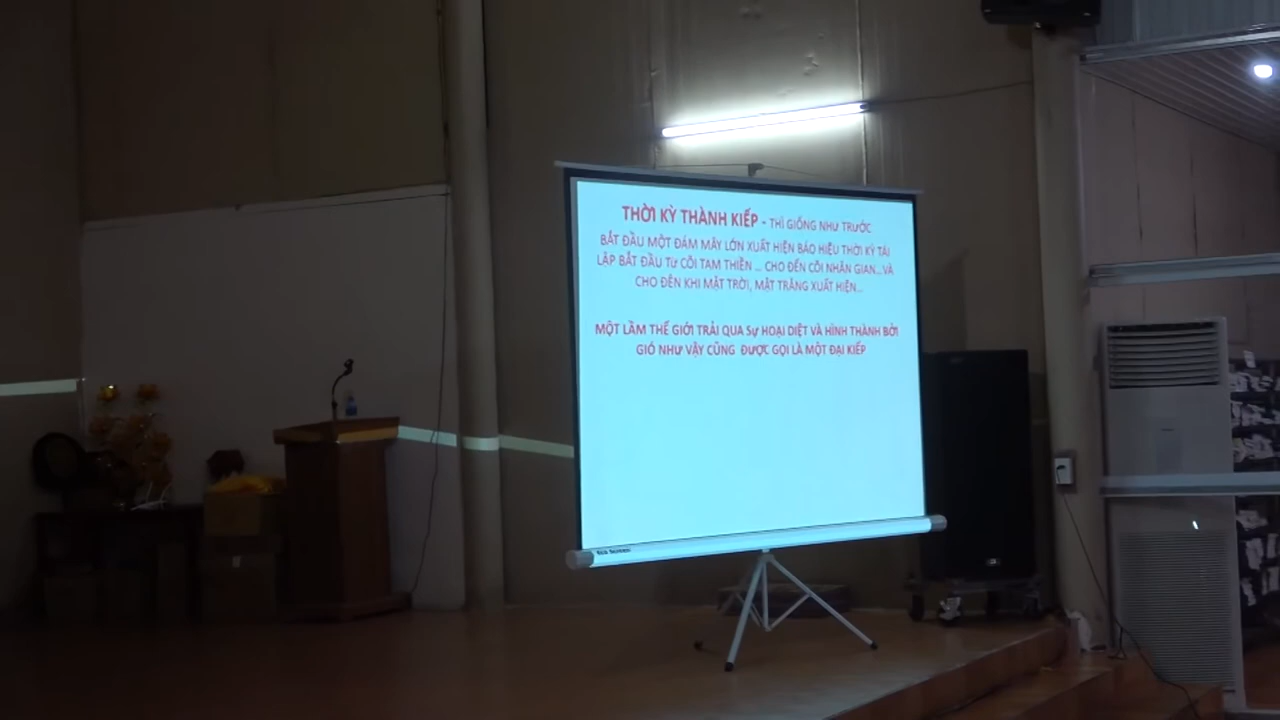 THỜI KỲ THÀNH KIẾP - THÌ GIỐNG NHƯ TRƯỚC
BẮT ĐẦU MỘT ĐÁM MÂY LỚN XUẤT HIỆN BÁO HIỆU THỜI KỲ TÁI
LẬP BẮT ĐẦU TỪ CÕI TAM THIỀN ... CHO ĐẾN CÕI NHÂN GIAN...VÀ
CHO ĐẾN KHI MẶT TRỜI, MẶT TRĂNG XUẤT HIỆN...
MỘT LẦM THẾ GIỚI TRẢI QUA SỰ HOẠI DIỆT VÀ HÌNH THÀNH BỞI
GIÓ NHƯ VẬY CŨNG ĐƯỢC GỌI LÀ MỘT ĐẠI KIẾP